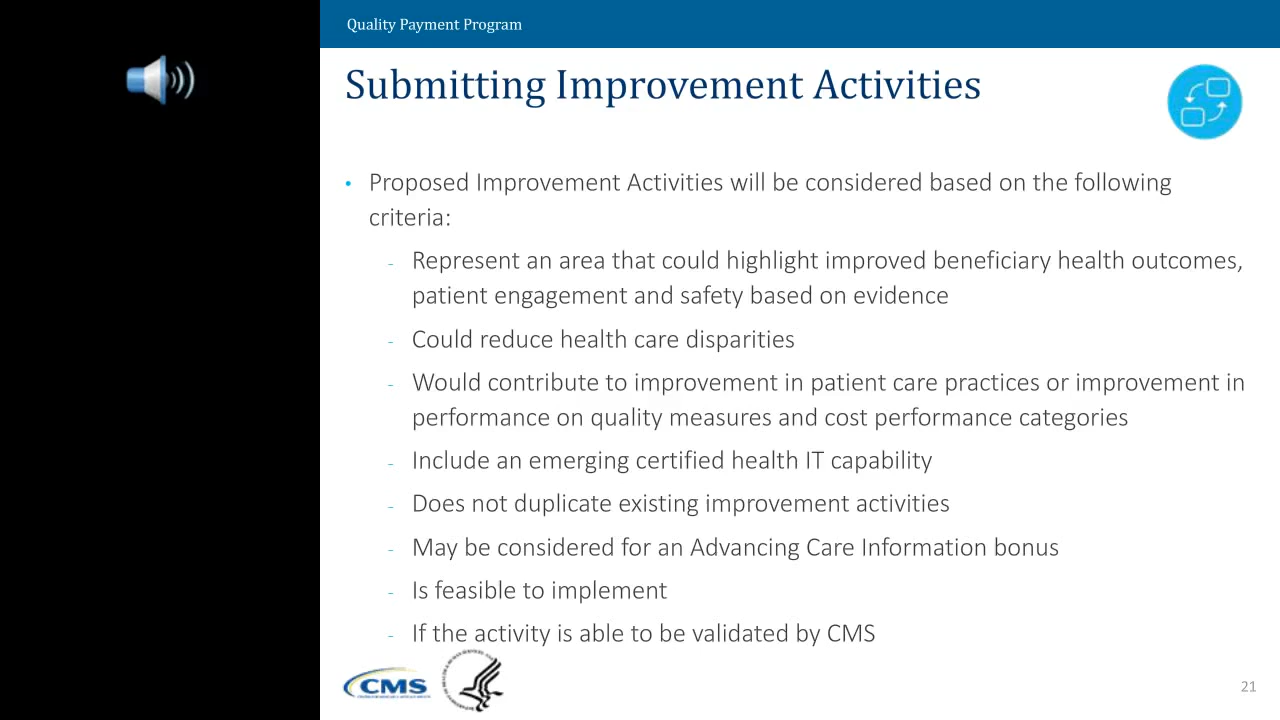 Quality Payment Program
Submitting Improvement Activities
• Proposed Improvement Activities will be considered based on the following
criteria:
- Represent an area that could highlight improved beneficiary health outcomes,
patient engagement and safety based on evidence
- Could reduce health care disparities
- Would contribute to improvement in patient care practices or improvement in
performance on quality measures and cost performance categories
- Include an emerging certified health IT capability
- Does not duplicate existing improvement activities
- May be considered for an Advancing Care Information bonus
- Is feasible to implement
- If the activity is able to be validated by CMS
CMS
21